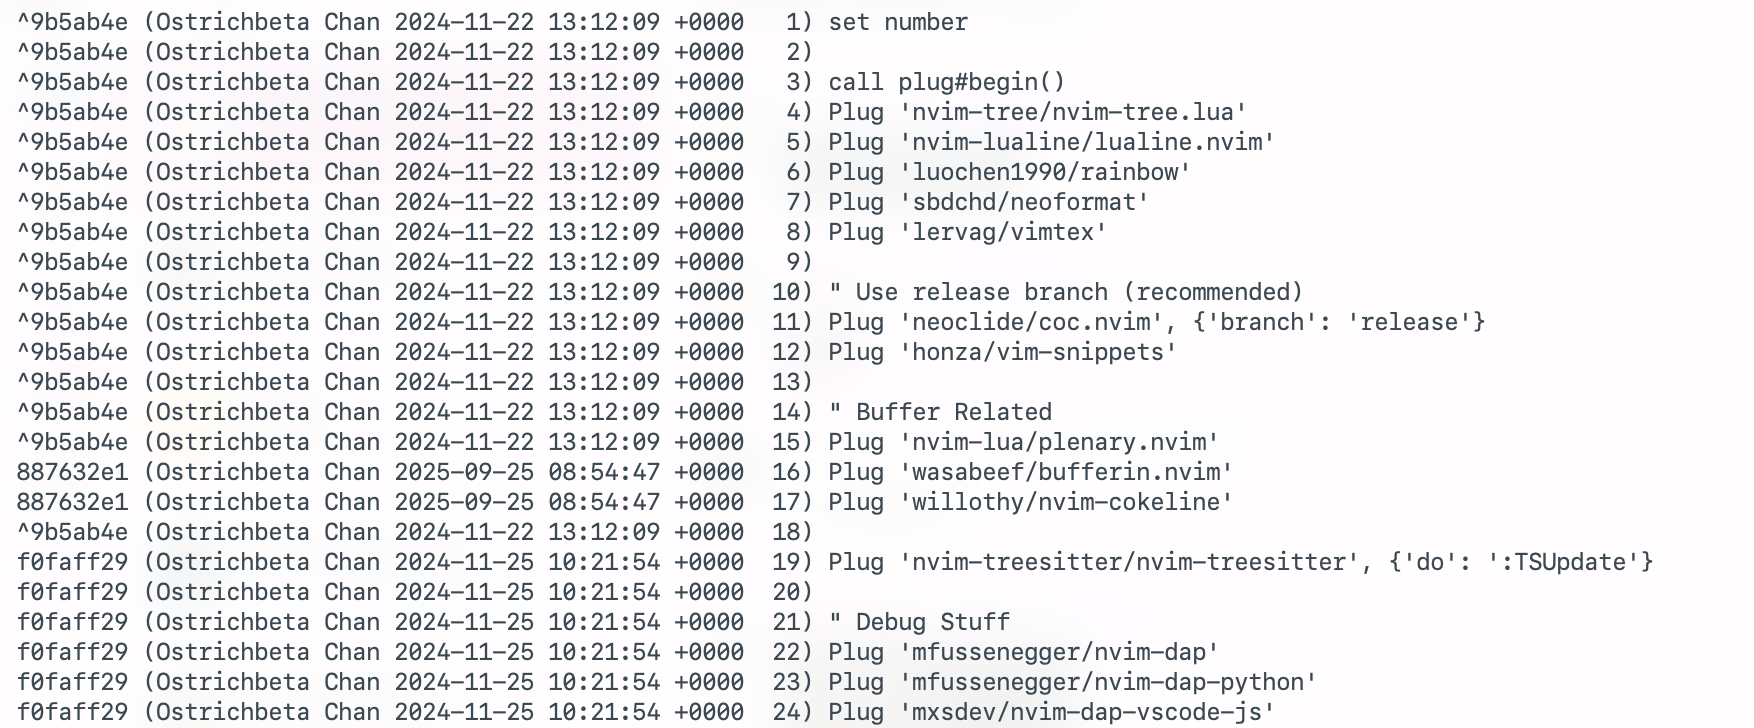 ^9b5ab4e (Ostrichbeta Chan 2024-11-22 13:12:09 +0000   1) set number
^9b5ab4e (Ostrichbeta Chan 2024-11-22 13:12:09 +0000   2)
^9b5ab4e (Ostrichbeta Chan 2024-11-22 13:12:09 +0000   3) call plug#begin()
^9b5ab4e (Ostrichbeta Chan 2024-11-22 13:12:09 +0000   4) Plug 'nvim-tree/nvim-tree.lua'
^9b5ab4e (Ostrichbeta Chan 2024-11-22 13:12:09 +0000   5) Plug 'nvim-lualine/lualine.nvim'
^9b5ab4e (Ostrichbeta Chan 2024-11-22 13:12:09 +0000   6) Plug 'luochen1990/rainbow'
^9b5ab4e (Ostrichbeta Chan 2024-11-22 13:12:09 +0000   7) Plug 'sbdchd/neoformat'
^9b5ab4e (Ostrichbeta Chan 2024-11-22 13:12:09 +0000   8) Plug 'lervag/vimtex'
^9b5ab4e (Ostrichbeta Chan 2024-11-22 13:12:09 +0000   9)
^9b5ab4e (Ostrichbeta Chan 2024-11-22 13:12:09 +0000  10) " Use release branch (recommended)
^9b5ab4e (Ostrichbeta Chan 2024-11-22 13:12:09 +0000  11) Plug 'neoclide/coc.nvim', {'branch': 'release'}
^9b5ab4e (Ostrichbeta Chan 2024-11-22 13:12:09 +0000  12) Plug 'honza/vim-snippets'
^9b5ab4e (Ostrichbeta Chan 2024-11-22 13:12:09 +0000  13)
^9b5ab4e (Ostrichbeta Chan 2024-11-22 13:12:09 +0000  14) " Buffer Related
^9b5ab4e (Ostrichbeta Chan 2024-11-22 13:12:09 +0000  15) Plug 'nvim-lua/plenary.nvim'
887632e1 (Ostrichbeta Chan 2025-09-25 08:54:47 +0000  16) Plug 'wasabeef/bufferin.nvim'
887632e1 (Ostrichbeta Chan 2025-09-25 08:54:47 +0000  17) Plug 'willothy/nvim-cokeline'
^9b5ab4e (Ostrichbeta Chan 2024-11-22 13:12:09 +0000  18)
f0faff29 (Ostrichbeta Chan 2024-11-25 10:21:54 +0000  19) Plug 'nvim-treesitter/nvim-treesitter', {'do': ':TSUpdate'}
f0faff29 (Ostrichbeta Chan 2024-11-25 10:21:54 +0000  20)
f0faff29 (Ostrichbeta Chan 2024-11-25 10:21:54 +0000  21) " Debug Stuff
f0faff29 (Ostrichbeta Chan 2024-11-25 10:21:54 +0000  22) Plug 'mfussenegger/nvim-dap'
f0faff29 (Ostrichbeta Chan 2024-11-25 10:21:54 +0000  23) Plug 'mfussenegger/nvim-dap-python'
f0faff29 (Ostrichbeta Chan 2024-11-25 10:21:54 +0000  24) Plug 'mxsdev/nvim-dap-vscode-js'